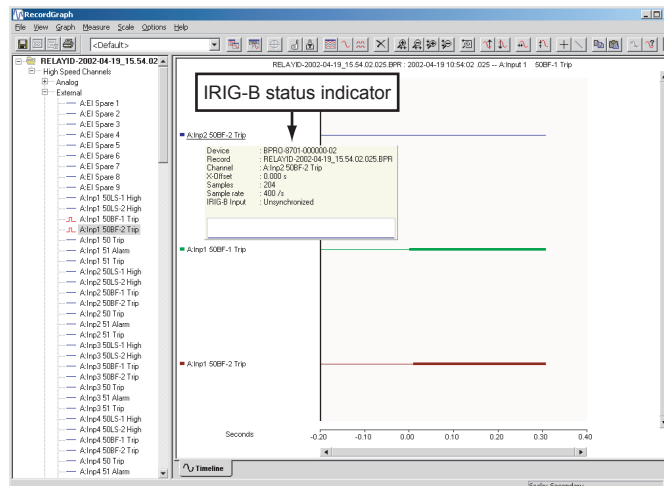 RecordGraph
File View Graph Measure Scale Options Help
<Default>
RELAYID-2002-04-19_15.54.02
High Speed Channels
Analog
External
A:EI Spare 1
A:EI Spare 2
A:EI Spare 3
A:EI Spare 4
A:EI Spare 5
A:EI Spare 6
A:EI Spare 7
A:EI Spare 8
A:EI Spare 9
A:Inp1 50LS-1 High
A:Inp1 50LS-2 High
A:Inp1 50BF-1 Trip
A:Inp1 50BF-2 Trip
A:Inp1 50 Trip
A:Inp1 51 Alarm
A:Inp1 51 Trip
A:Inp2 50LS-1 High
A:Inp2 50LS-2 High
A:Inp2 50BF-1 Trip
A:Inp2 50BF-2 Trip
A:Inp2 50 Trip
A:Inp2 51 Alarm
A:Inp2 51 Trip
A:Inp3 50LS-1 High
A:Inp3 50LS-2 High
A:Inp3 50BF-1 Trip
A:Inp3 50BF-2 Trip
A:Inp3 50 Trip
A:Inp3 51 Alarm
A:Inp3 51 Trip
A:Inp4 50LS-1 High
A:Inp4 50LS-2 High
A:Inp4 50BF-1 Trip
A:Inp4 50BF-2 Trip
A:Inp4 50 Trip
A:Inp4 51 Alarm
RELAYID-2002-04-19_15.54.02.025.BPR : 2002-04-19 10:54:02 .025 -- A:Input 1 50BF-1 Trip
IRIG-B status indicator
A:Inp2 50BF-2 Trip
Device : BPRO-8701-000000-02
Record : RELAYID-2002-04-19_15.54.02.025.BPR
Channel : A:Inp2 50BF-2 Trip
X-Offset : 0.000 s
Samples : 204
Sample rate : 400 /s
IRIG-B Input : Unsynchronized
A:Inp1 50BF-1 Trip
A:Inp1 50BF-2 Trip
Seconds
-0.20 -0.10 0.00 0.10 0.20 0.30 0.40
Timeline
Scale: Secondary